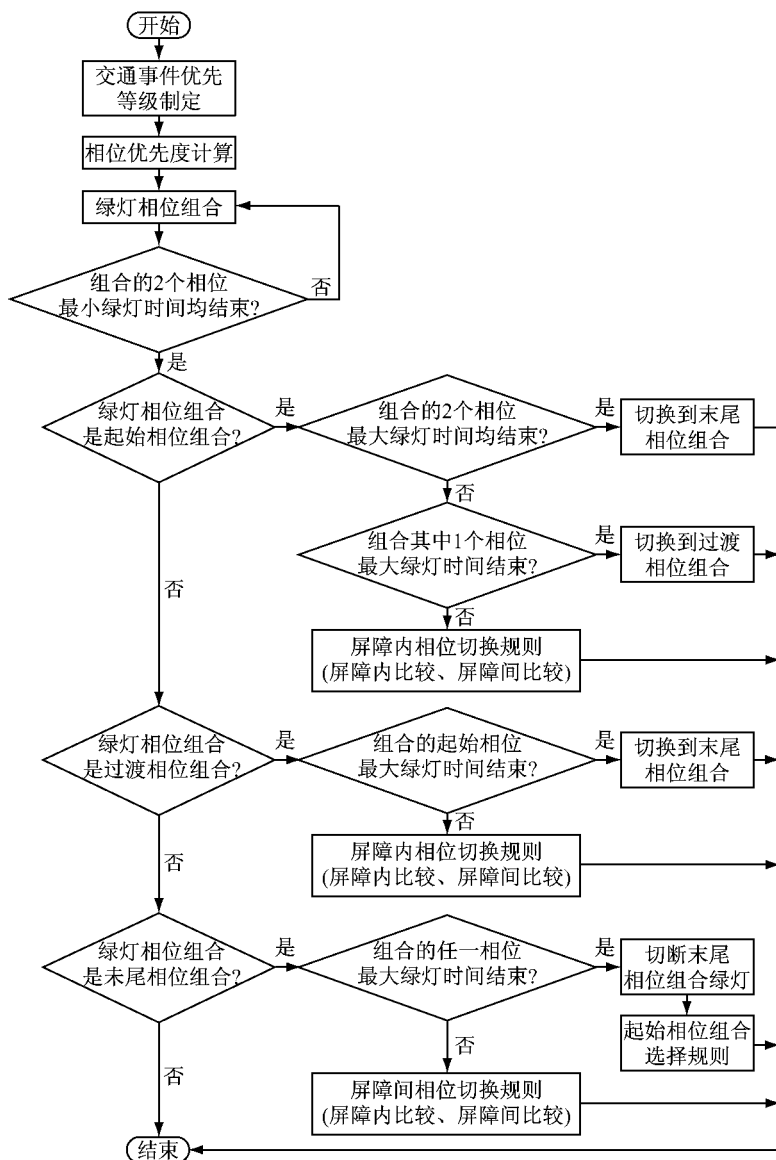 开始
交通事件优先
等级制定
相位优先度计算
绿灯相位组合
组合的2个相位
最小绿灯时间均结束?
否
是
绿灯相位组合
是起始相位组合?
是
组合的2个相位
最大绿灯时间均结束?
是
切换到末尾
相位组合
否
组合其中1个相位
最大绿灯时间结束?
是
切换到过渡
相位组合
否
否
屏障内相位切换规则
(屏障内比较、屏障间比较)
绿灯相位组合
是过渡相位组合?
是
组合的起始相位
最大绿灯时间结束?
是
切换到末尾
相位组合
否
屏障内相位切换规则
(屏障内比较、屏障间比较)
否
绿灯相位组合
是未尾相位组合?
是
组合的任一相位
最大绿灯时间结束?
是
切断末尾
相位组合绿灯
起始相位组合
选择规则
否
否
屏障间相位切换规则
(屏障内比较、屏障间比较)
结束